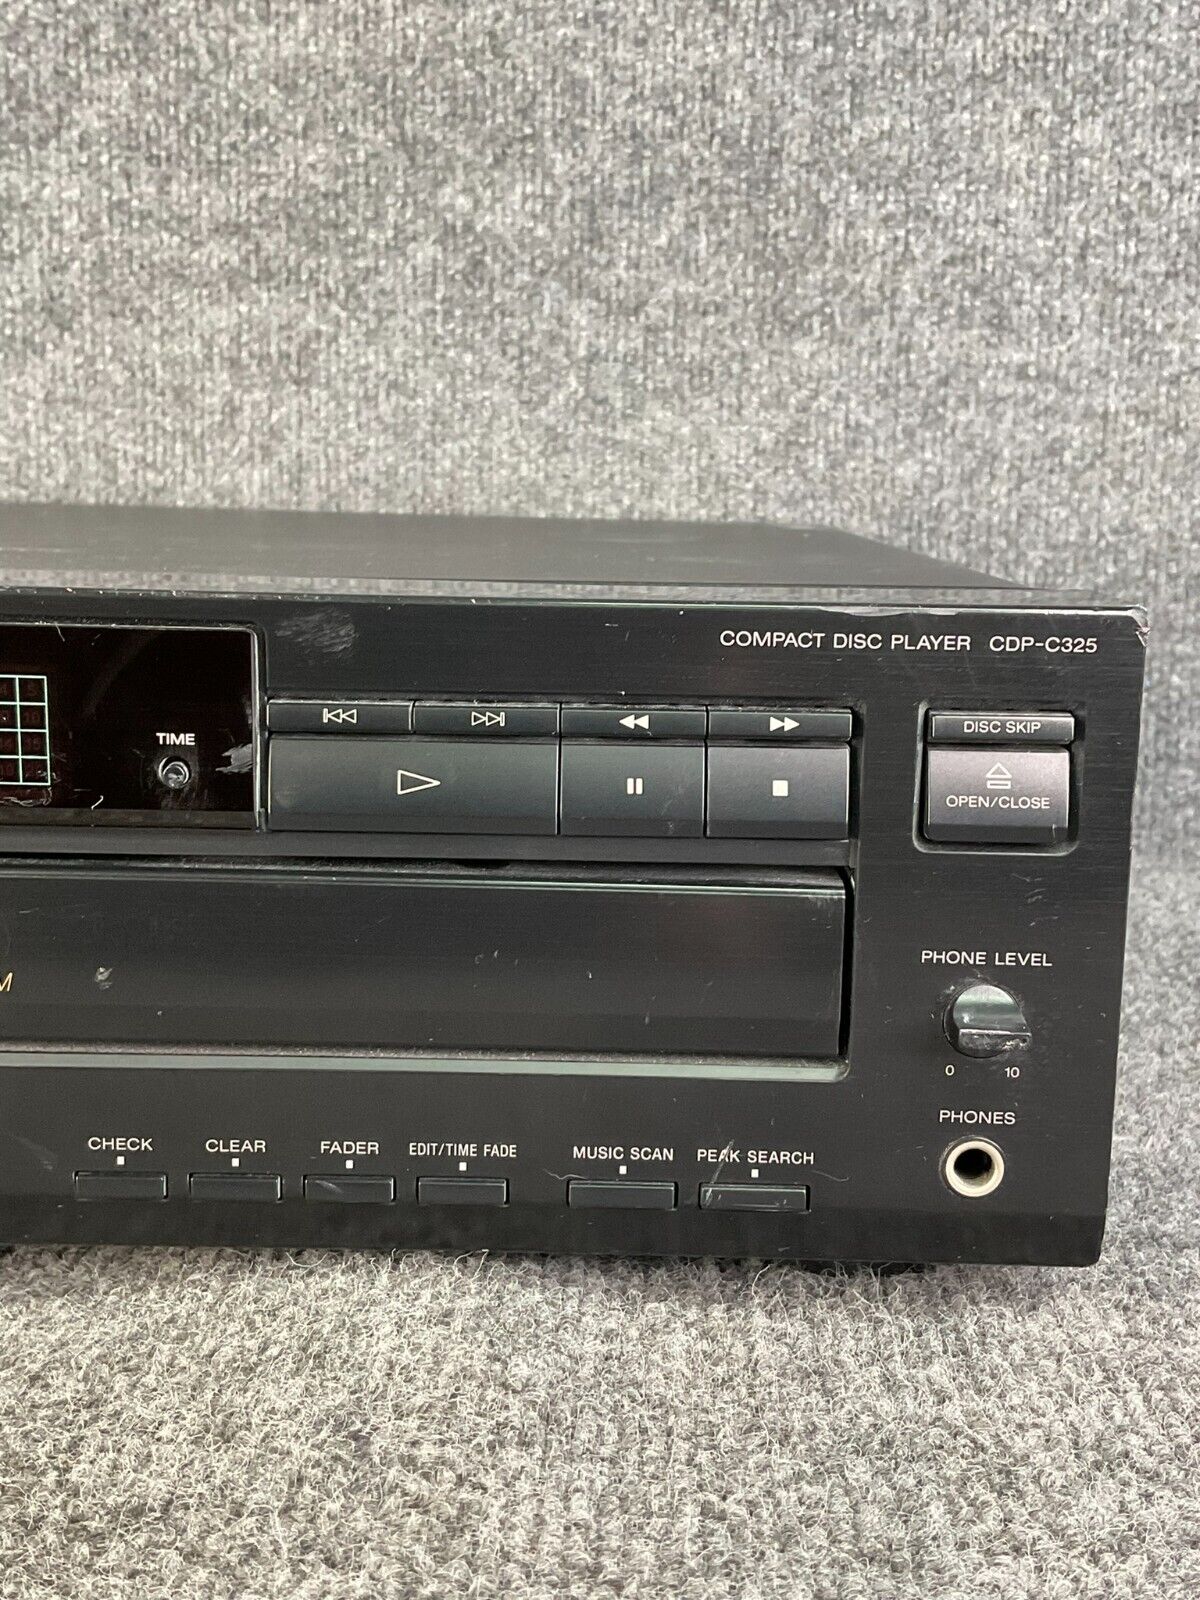 COMPACT DISC PLAYER CDP-C325
TIME
DISC SKIP
OPEN/CLOSE
PHONE LEVEL
0 10
PHONES
CHECK
CLEAR
FADER
EDIT/TIME FADE
MUSIC SCAN
PEAK SEARCH